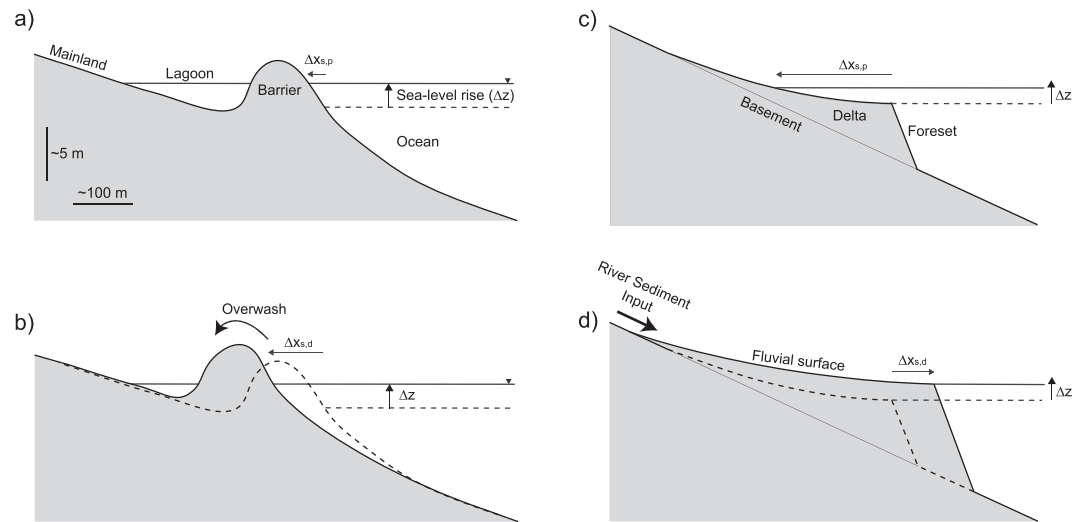 a)
Mainland
Lagoon
Barrier
Δxs,p
Sea-level rise (Δz)
Ocean
~5 m
~100 m
b)
Overwash
Δxs,d
Δz
c)
Δxs,p
Δz
Basement
Delta
Foreset
d)
River Sediment
Input
Fluvial surface
Δxs,d
Δz